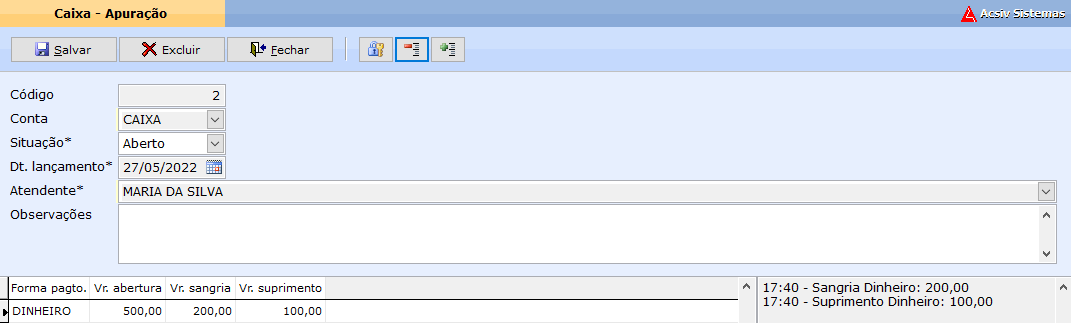 Caixa - Apuração
Acsiv Sistemas
Salvar Excluir Fechar
Código 2
Conta CAIXA
Situação* Aberto
Dt. lançamento* 27/05/2022
Atendente* MARIA DA SILVA
Observações
Forma pagto. Vr. abertura Vr. sangria Vr. suprimento
DINHEIRO 500,00 200,00 100,00
17:40 - Sangria Dinheiro: 200,00
17:40 - Suprimento Dinheiro: 100,00